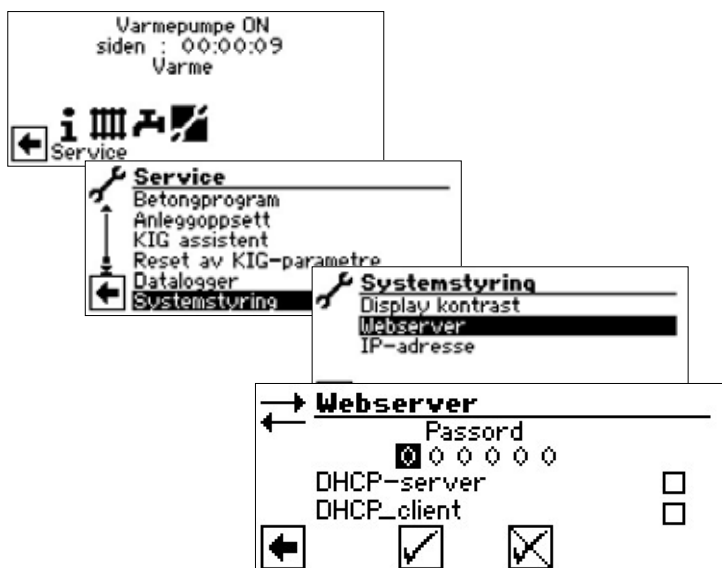 Varmepumpe ON
siden : 00:00:09
Varme
Service
Service
Betongprogram
Anleggoppsett
KIG assistent
Reset av KIG-parametre
Datalogger
Systemstyring
Systemstyring
Display kontrast
Webserver
IP-adresse
Webserver
Passord
0 0 0 0 0 0
DHCP-server
DHCP_client